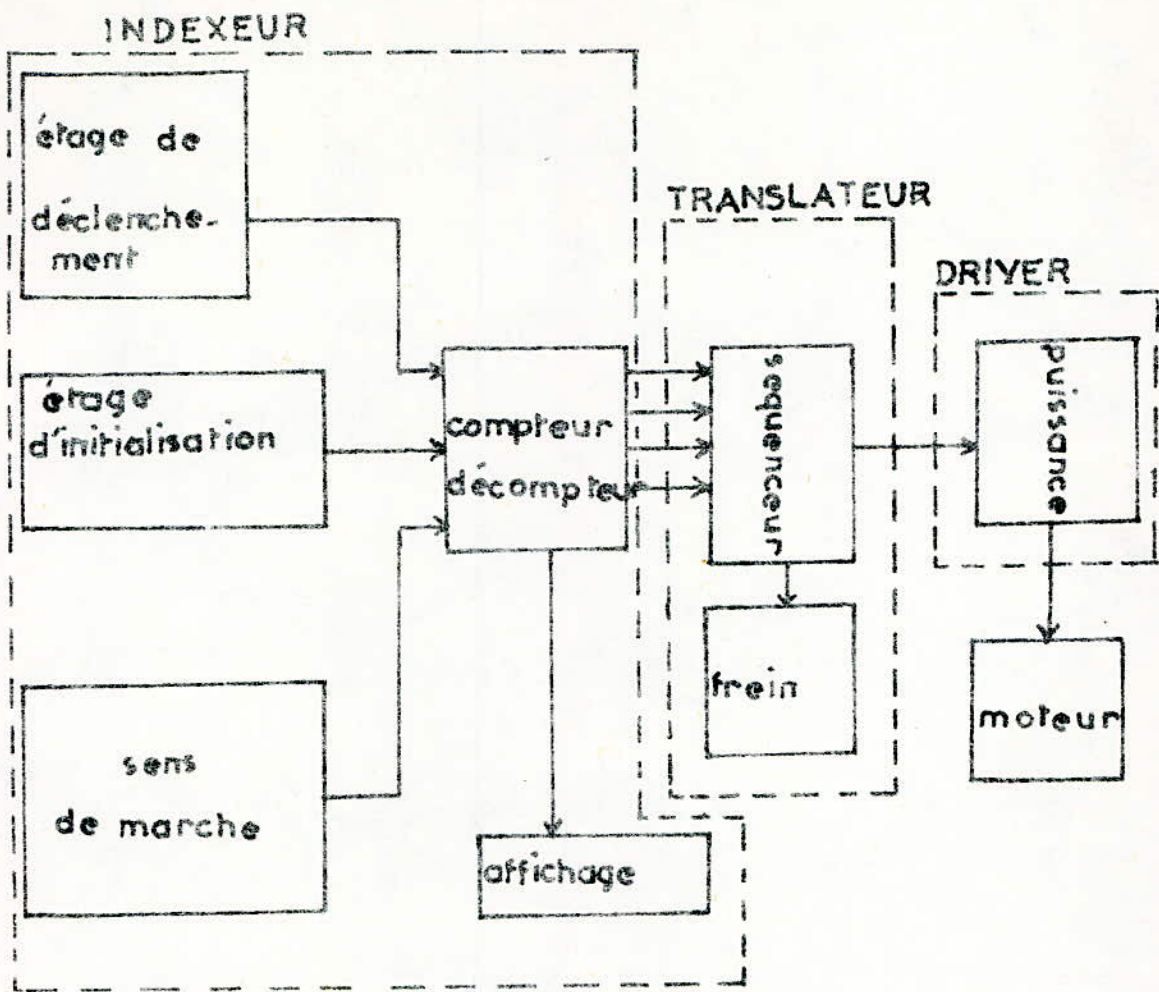 INDEXEUR
étage de
déclenche-
ment
TRANSLATEUR
DRIVER
étage
d'initialisation
compteur
décompteur
sequenceur
puissance
frein
moteur
sens
de marche
affichage